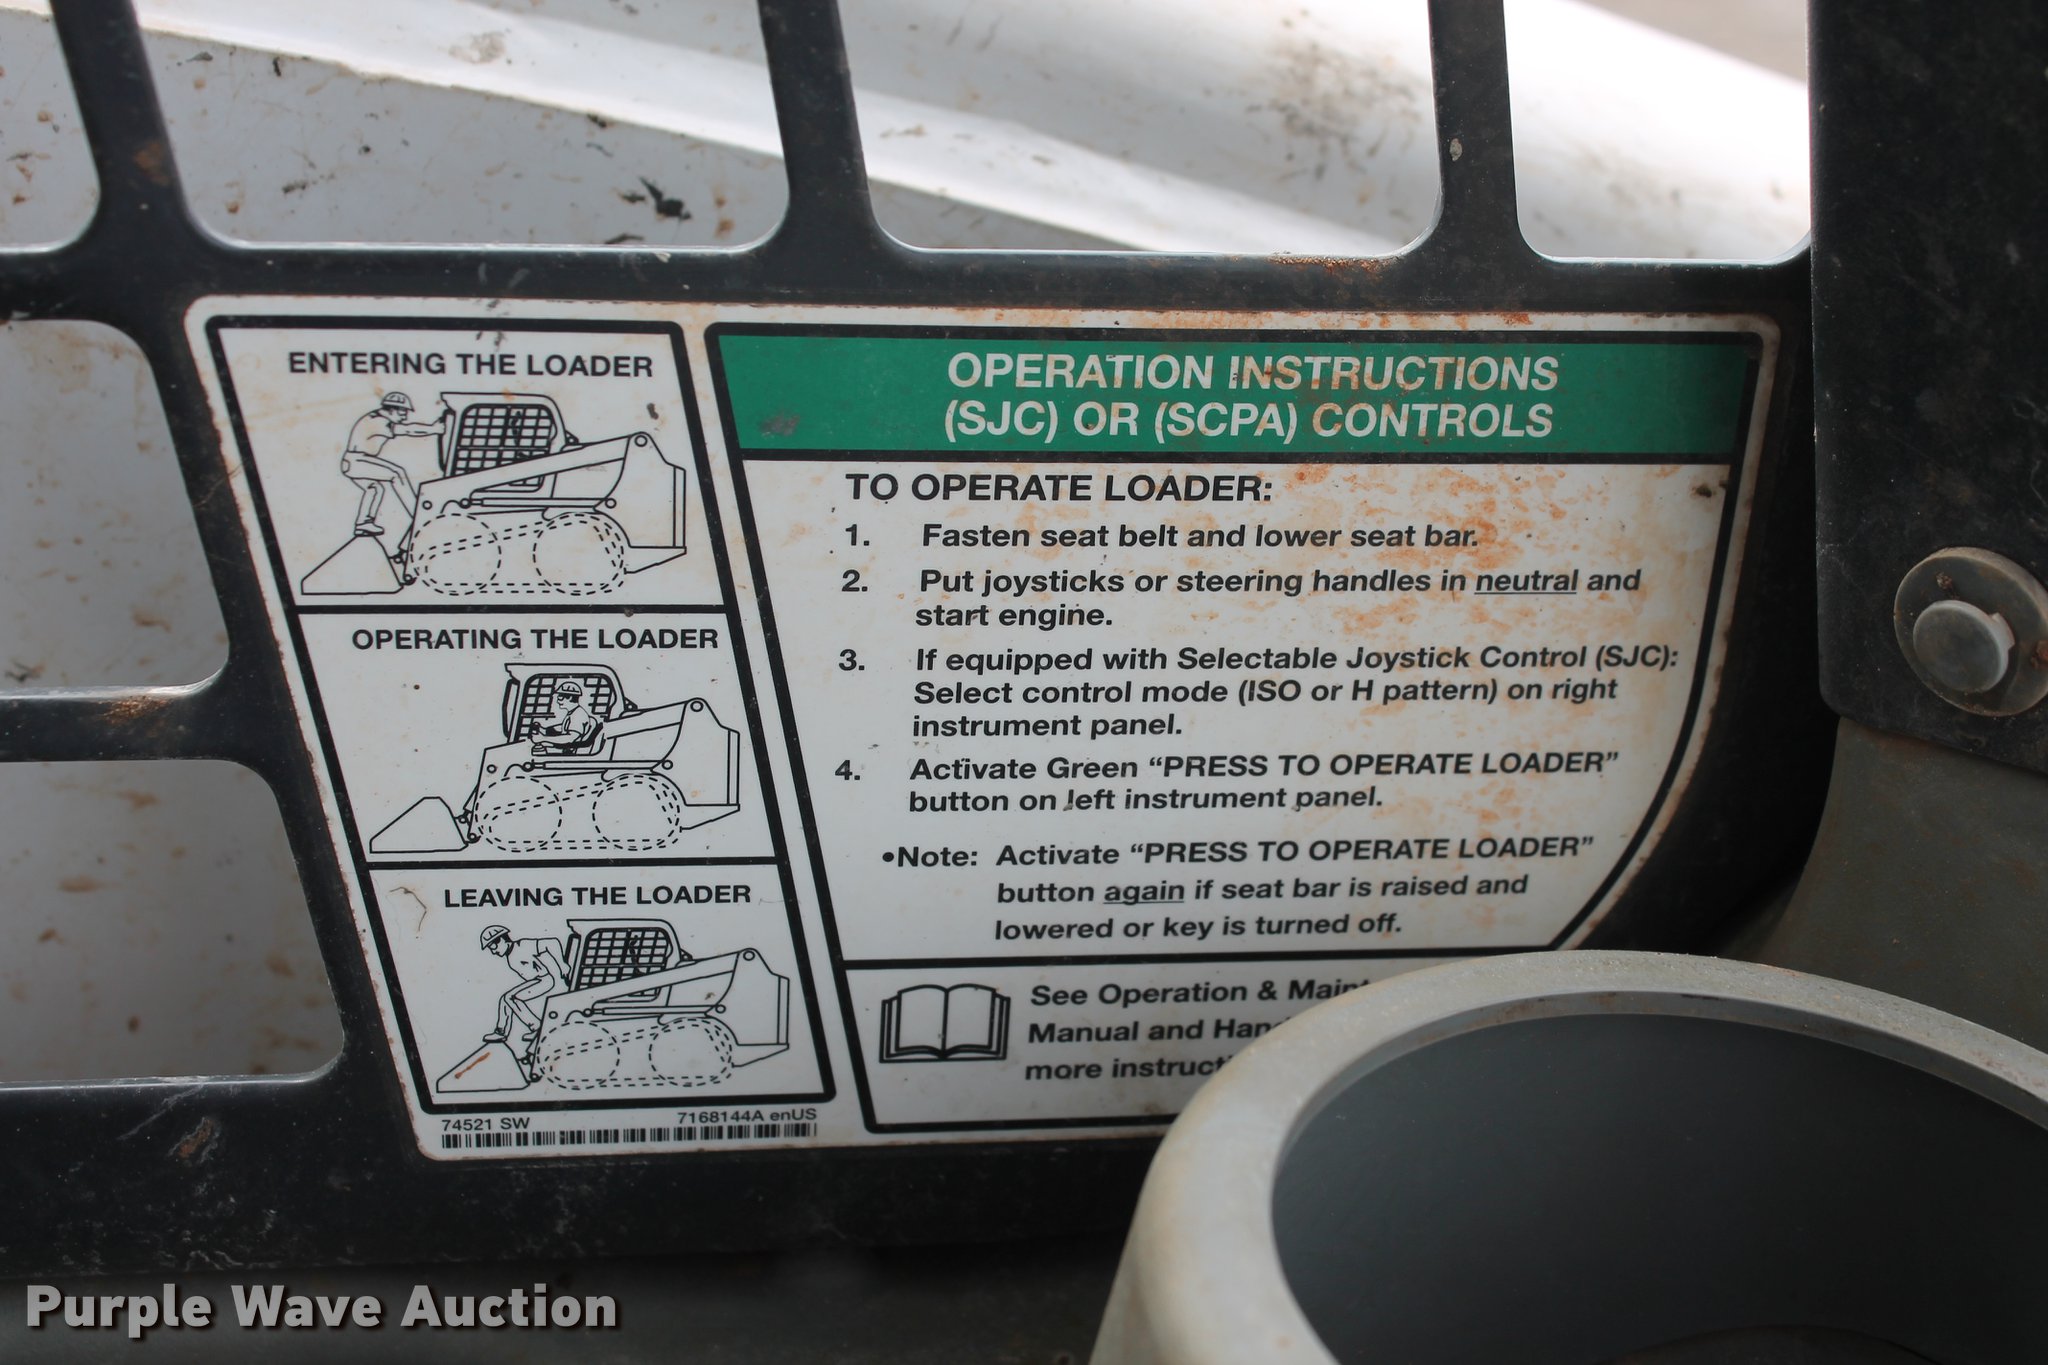 ENTERING THE LOADER
OPERATING THE LOADER
LEAVING THE LOADER
74521 SW 7168144A enUS
OPERATION INSTRUCTIONS
(SJC) OR (SCPA) CONTROLS
TO OPERATE LOADER:
1. Fasten seat belt and lower seat bar.
2. Put joysticks or steering handles in neutral and
start engine.
3. If equipped with Selectable Joystick Control (SJC):
Select control mode (ISO or H pattern) on right
instrument panel.
4. Activate Green “PRESS TO OPERATE LOADER”
button on left instrument panel.
•Note: Activate “PRESS TO OPERATE LOADER”
button again if seat bar is raised and
lowered or key is turned off.
See Operation &
Manual and
more
Purple Wave Auction